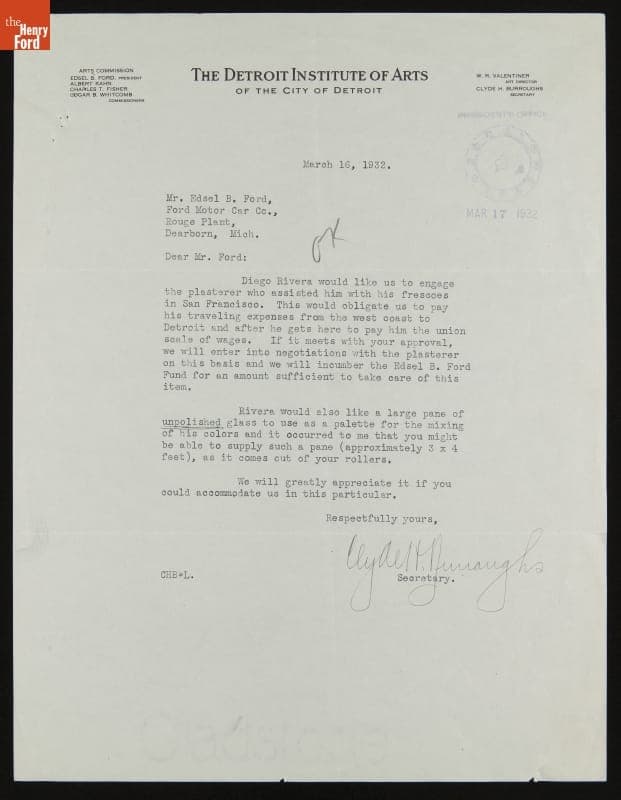 the
Henry
Ford
ARTS COMMISSION
EDSEL B. FORD, PRESIDENT
ALBERT KAHN
CHARLES T. FISHER
EDGAR B. WHITCOMB
COMMISSIONERS
THE DETROIT INSTITUTE OF ARTS
OF THE CITY OF DETROIT
W. R. VALENTINER
ART DIRECTOR
CLYDE H. BURROUGHS
SECRETARY
PRESIDENT'S OFFICE
MAR 17 1932
March 16, 1932.
Mr. Edsel B. Ford,
Ford Motor Car Co.,
Rouge Plant,
Dearborn, Mich.
OK
Dear Mr. Ford:
Diego Rivera would like us to engage
the plasterer who assisted him with his frescoes
in San Francisco. This would obligate us to pay
his traveling expenses from the west coast to
Detroit and after he gets here to pay him the union
scale of wages. If it meets with your approval,
we will enter into negotiations with the plasterer
on this basis and we will incumber the Edsel B. Ford
Fund for an amount sufficient to take care of this
item.
Rivera would also like a large pane of
unpolished glass to use as a palette for the mixing
of his colors and it occurred to me that you might
be able to supply such a pane (approximately 3 x 4
feet), as it comes out of your rollers.
We will greatly appreciate it if you
could accommodate us in this particular.
Respectfully yours,
Clyde H. Burroughs
Secretary.
CHB*L.